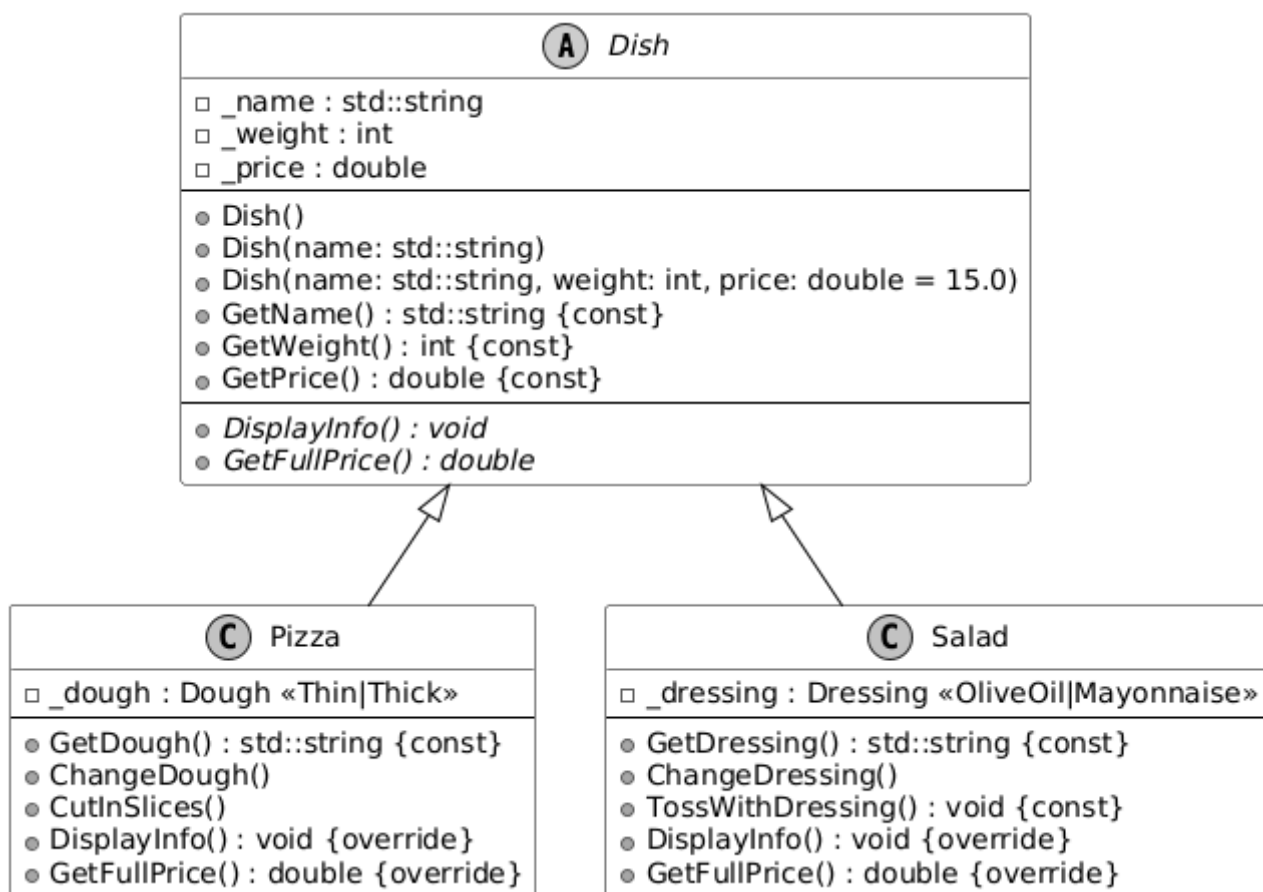 A Dish
_name : std::string
_weight : int
_price : double
Dish()
Dish(name: std::string)
Dish(name: std::string, weight: int, price: double = 15.0)
GetName() : std::string {const}
GetWeight() : int {const}
GetPrice() : double {const}
DisplayInfo() : void
GetFullPrice() : double
C Pizza
_dough : Dough «Thin|Thick»
GetDough() : std::string {const}
ChangeDough()
CutInSlices()
DisplayInfo() : void {override}
GetFullPrice() : double {override}
C Salad
_dressing : Dressing «OliveOil|Mayonnaise»
GetDressing() : std::string {const}
ChangeDressing()
TossWithDressing() : void {const}
DisplayInfo() : void {override}
GetFullPrice() : double {override}